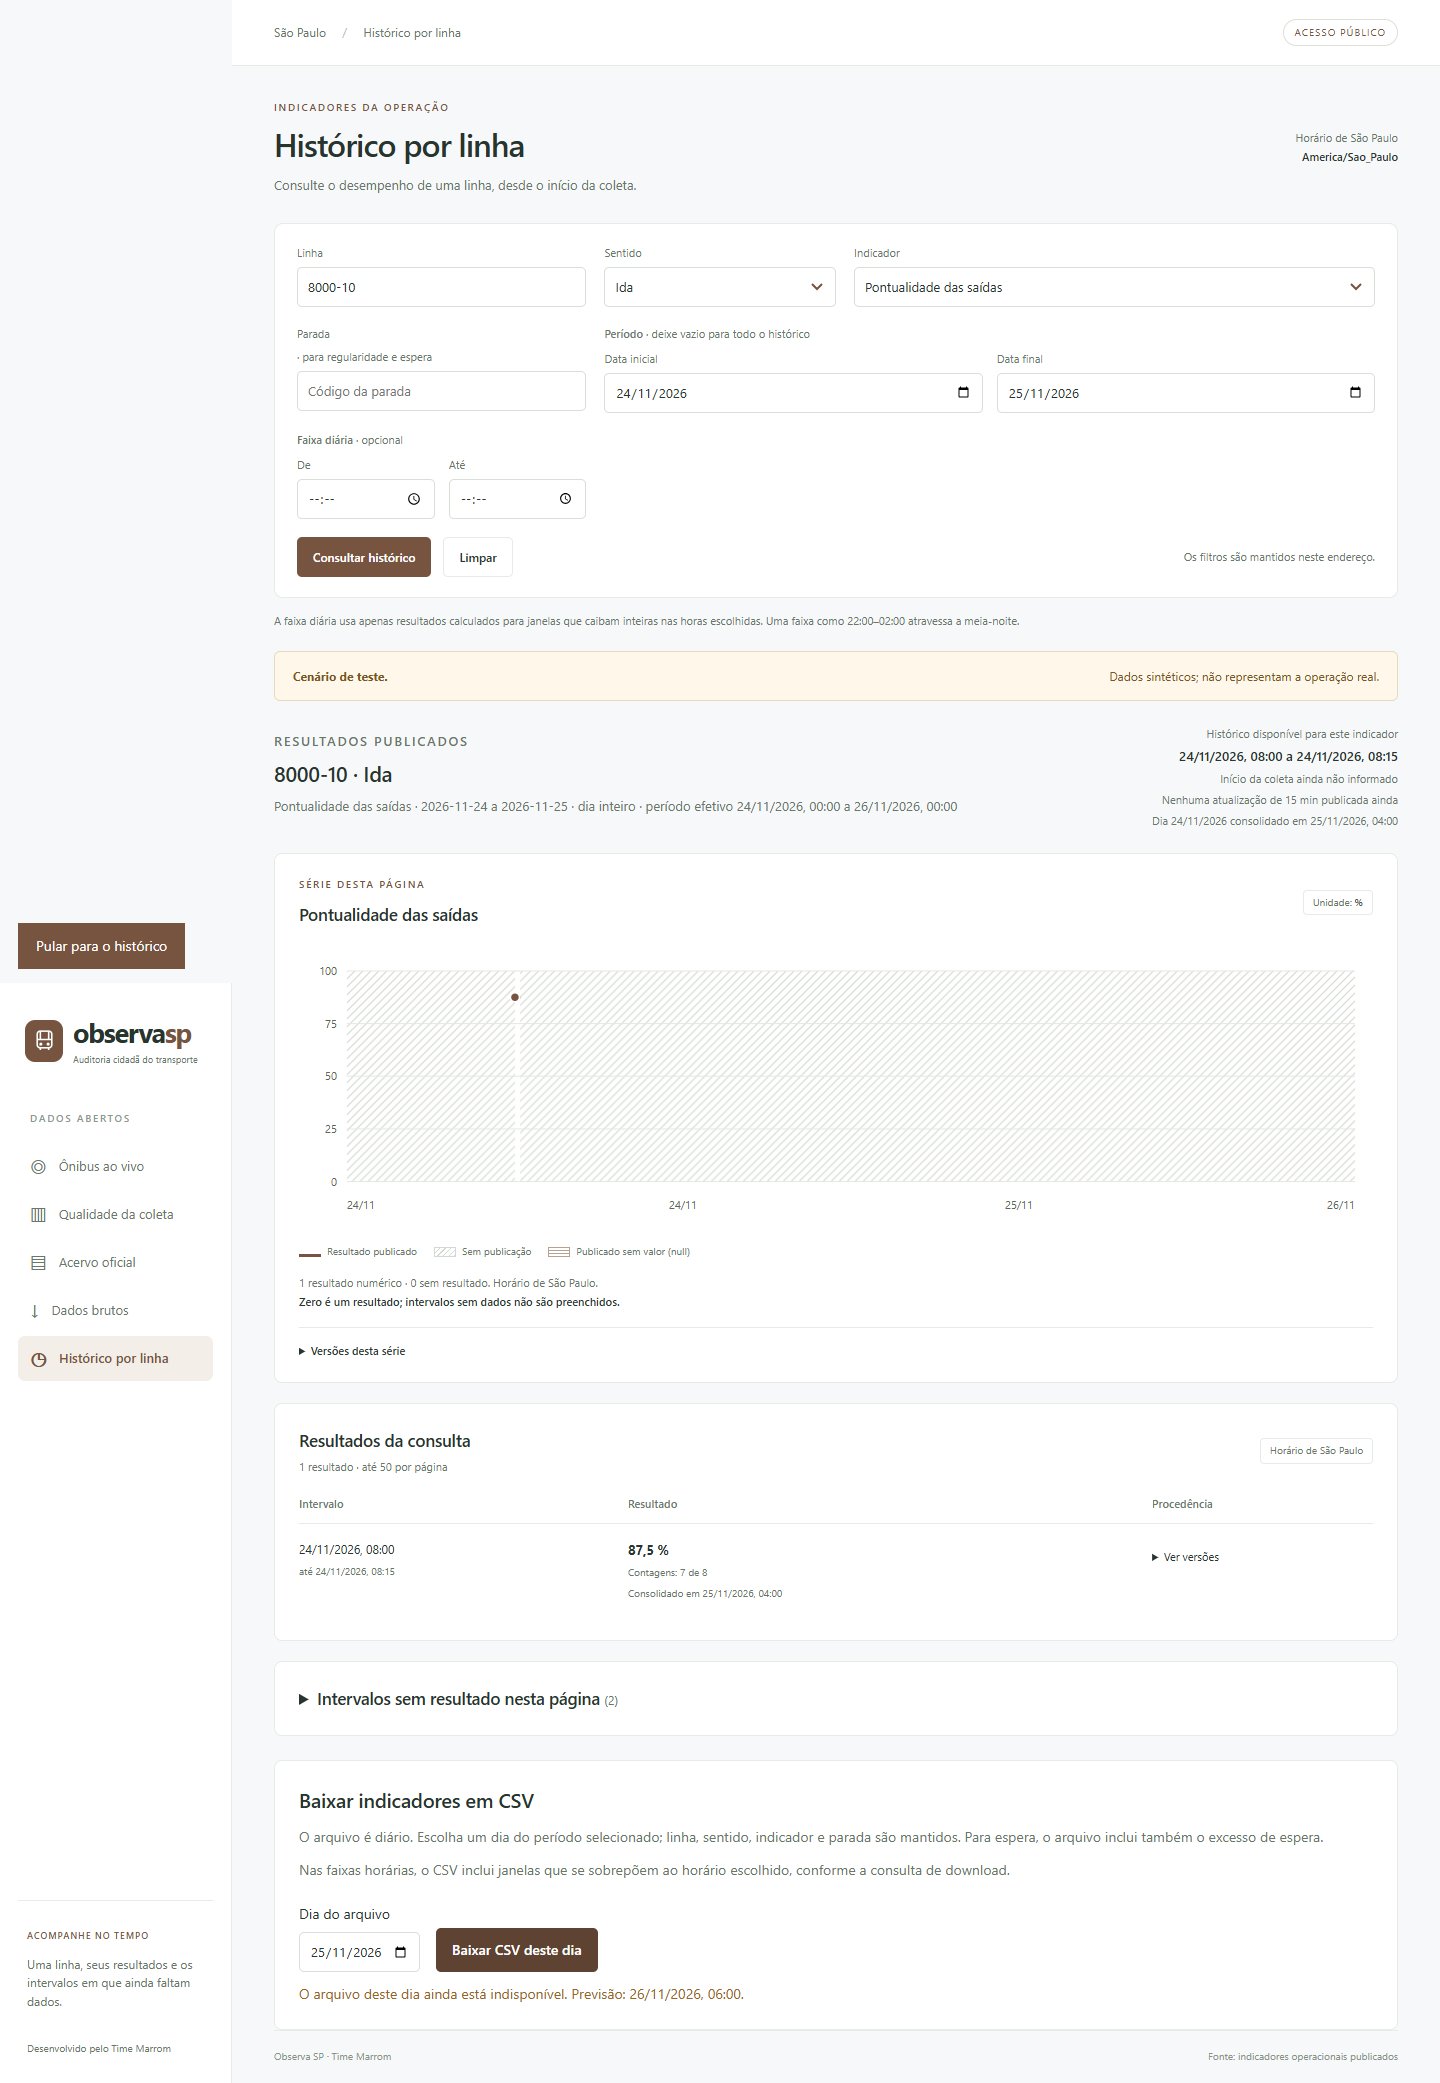 São Paulo / Histórico por linha
ACESSO PÚBLICO
INDICADORES DA OPERAÇÃO
Histórico por linha
Horário de São Paulo
America/Sao_Paulo
Consulte o desempenho de uma linha, desde o início da coleta.
Linha
Sentido
Indicador
8000-10
Ida
Pontualidade das saídas
Parada
· para regularidade e espera
Código da parada
Período · deixe vazio para todo o histórico
Data inicial
Data final
24/11/2026
25/11/2026
Faixa diária · opcional
De
Até
--:--
--:--
Consultar histórico
Limpar
Os filtros são mantidos neste endereço.
A faixa diária usa apenas resultados calculados para janelas que caibam inteiras nas horas escolhidas. Uma faixa como 22:00–02:00 atravessa a meia-noite.
Cenário de teste.
Dados sintéticos; não representam a operação real.
RESULTADOS PUBLICADOS
8000-10 · Ida
Pontualidade das saídas · 2026-11-24 a 2026-11-25 · dia inteiro · período efetivo 24/11/2026, 00:00 a 26/11/2026, 00:00
Histórico disponível para este indicador
24/11/2026, 08:00 a 24/11/2026, 08:15
Início da coleta ainda não informado
Nenhuma atualização de 15 min publicada ainda
Dia 24/11/2026 consolidado em 25/11/2026, 04:00
SÉRIE DESTA PÁGINA
Pontualidade das saídas
Unidade: %
100
75
50
25
0
24/11
24/11
25/11
26/11
Resultado publicado
Sem publicação
Publicado sem valor (null)
1 resultado numérico · 0 sem resultado. Horário de São Paulo.
Zero é um resultado; intervalos sem dados não são preenchidos.
Versões desta série
Resultados da consulta
1 resultado · até 50 por página
Horário de São Paulo
Intervalo
Resultado
Procedência
24/11/2026, 08:00
até 24/11/2026, 08:15
87,5 %
Contagens: 7 de 8
Consolidado em 25/11/2026, 04:00
Ver versões
Intervalos sem resultado nesta página (2)
Baixar indicadores em CSV
O arquivo é diário. Escolha um dia do período selecionado; linha, sentido, indicador e parada são mantidos. Para espera, o arquivo inclui também o excesso de espera.
Nas faixas horárias, o CSV inclui janelas que se sobrepõem ao horário escolhido, conforme a consulta de download.
Dia do arquivo
25/11/2026
Baixar CSV deste dia
O arquivo deste dia ainda está indisponível. Previsão: 26/11/2026, 06:00.
Observa SP · Time Marrom
Fonte: indicadores operacionais publicados
Pular para o histórico
observasp
Auditoria cidadã do transporte
DADOS ABERTOS
Ônibus ao vivo
Qualidade da coleta
Acervo oficial
Dados brutos
Histórico por linha
ACOMPANHE NO TEMPO
Uma linha, seus resultados e os
intervalos em que ainda faltam
dados.
Desenvolvido pelo Time Marrom